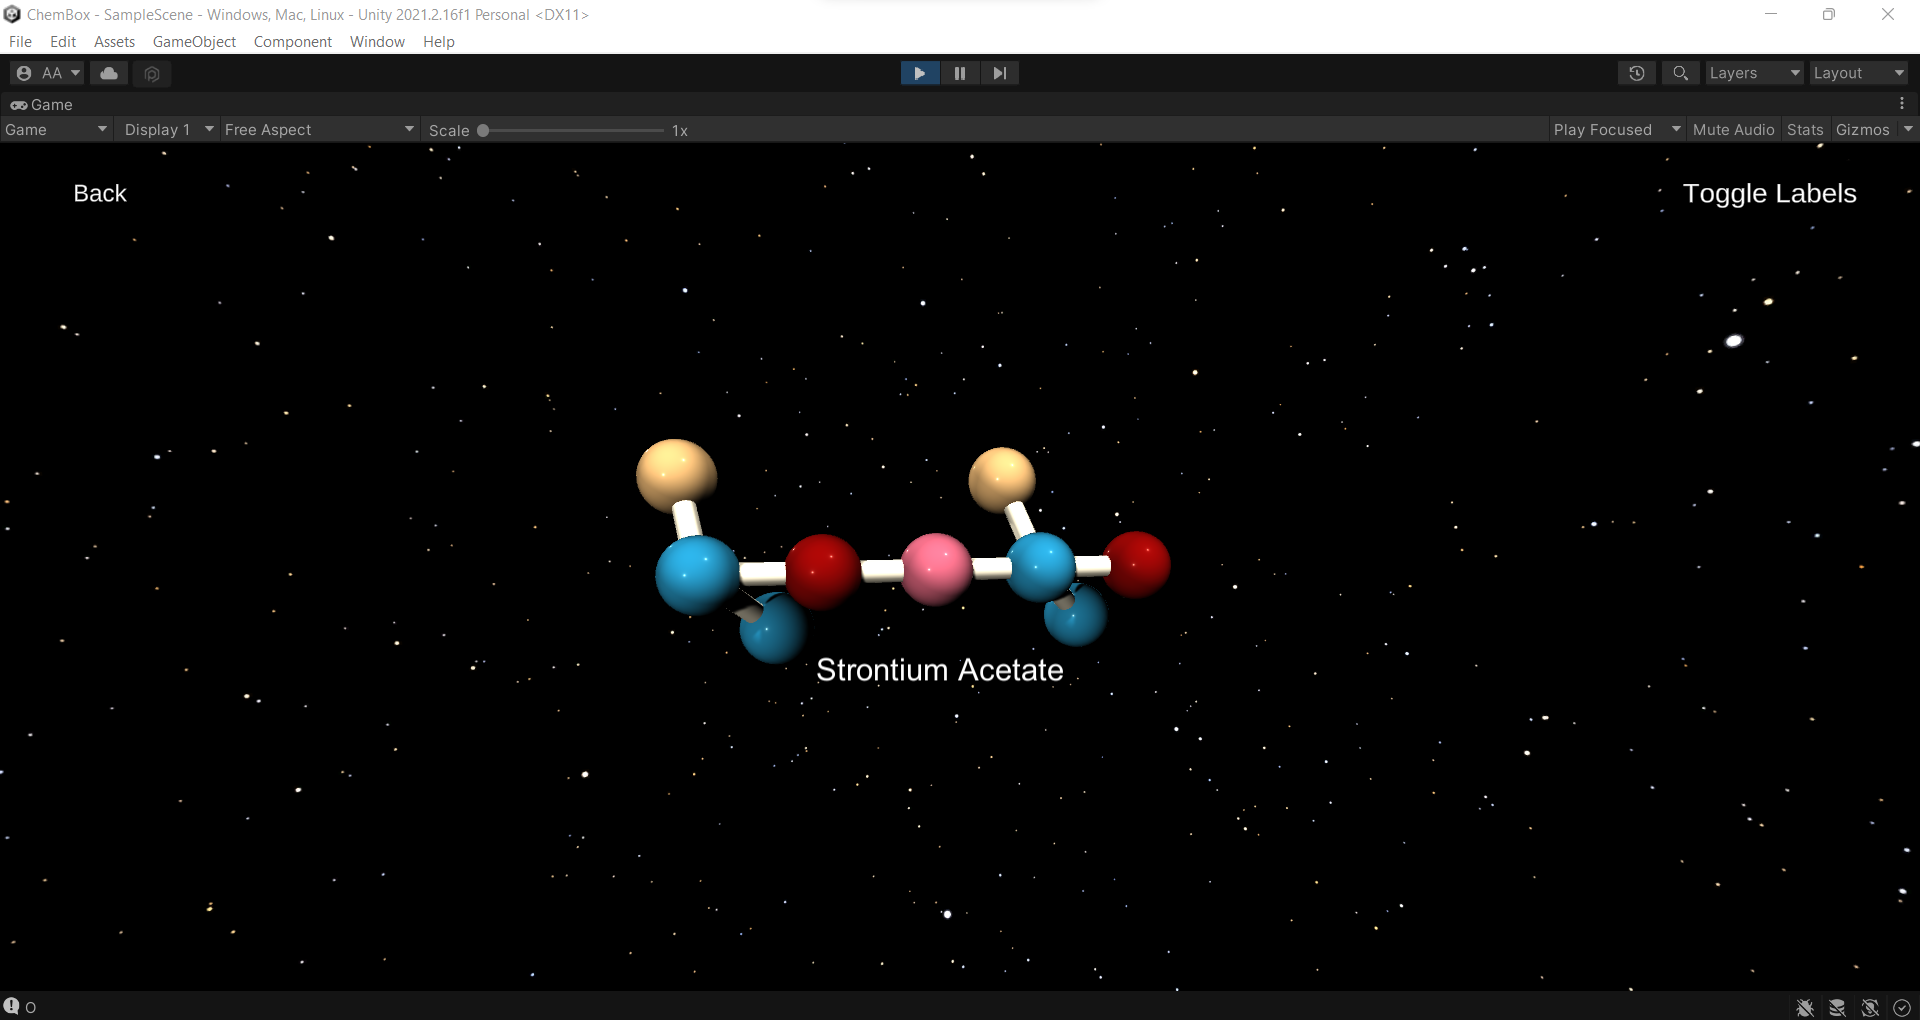 ChemBox - SampleScene - Windows, Mac, Linux - Unity 2021.2.16f1 Personal <DX11>
File Edit Assets GameObject Component Window Help
AA Layers Layout
Game
Game Display 1 Free Aspect Scale 1x Play Focused Mute Audio Stats Gizmos
Back Toggle Labels
Strontium Acetate
0